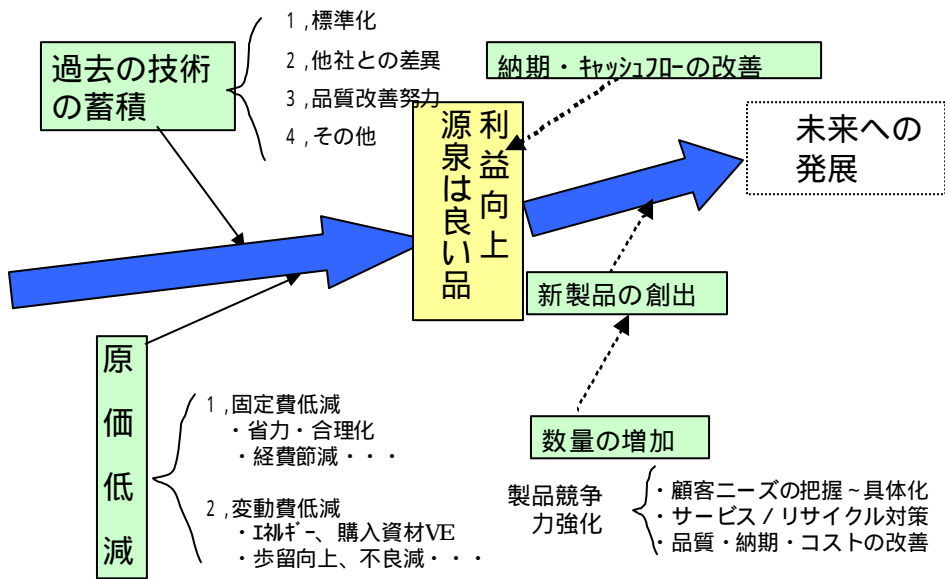 過去の技術
の蓄積
1,標準化
2,他社との差異
3,品質改善努力
4,その他
納期・ｷｬｯｼｭﾌﾛｰの改善
利益向上
源泉は良い品
未来への
発展
新製品の創出
数量の増加
原価低減
1,固定費低減
・省力・合理化
・経費節減・・・
2,変動費低減
・ｴﾈﾙｷﾞｰ、購入資材VE
・歩留向上、不良減・・・
製品競争
力強化
・顧客ニーズの把握~具体化
・サービス/リサイクル対策
・品質・納期・コストの改善